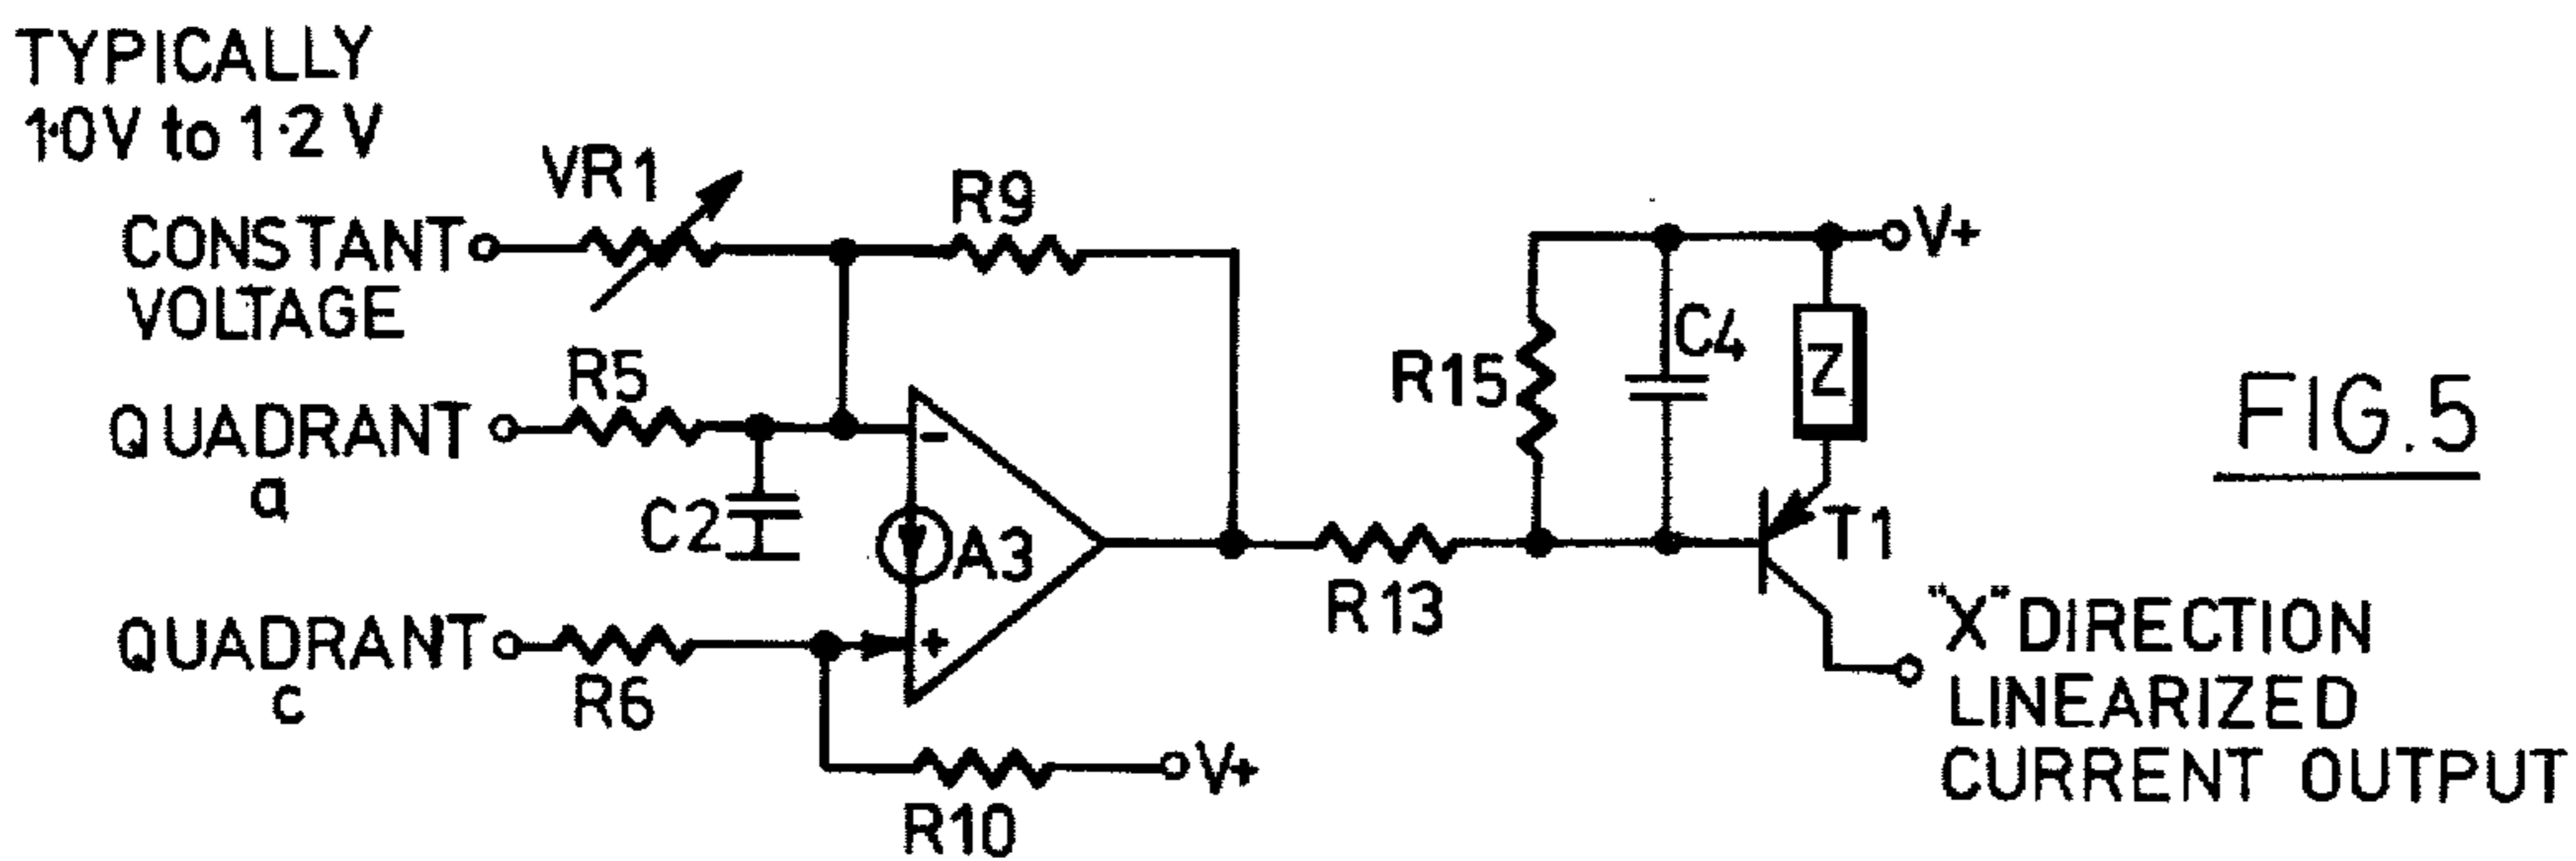 TYPICALLY
1·0V to 1·2 V
VR1
R9
CONSTANT
VOLTAGE
V+
R5
R15
C4
Z
FIG.5
QUADRANT
a
-
C2
A3
T1
R13
QUADRANT
c
+
R6
"X" DIRECTION
LINEARIZED
CURRENT OUTPUT
V+
R10